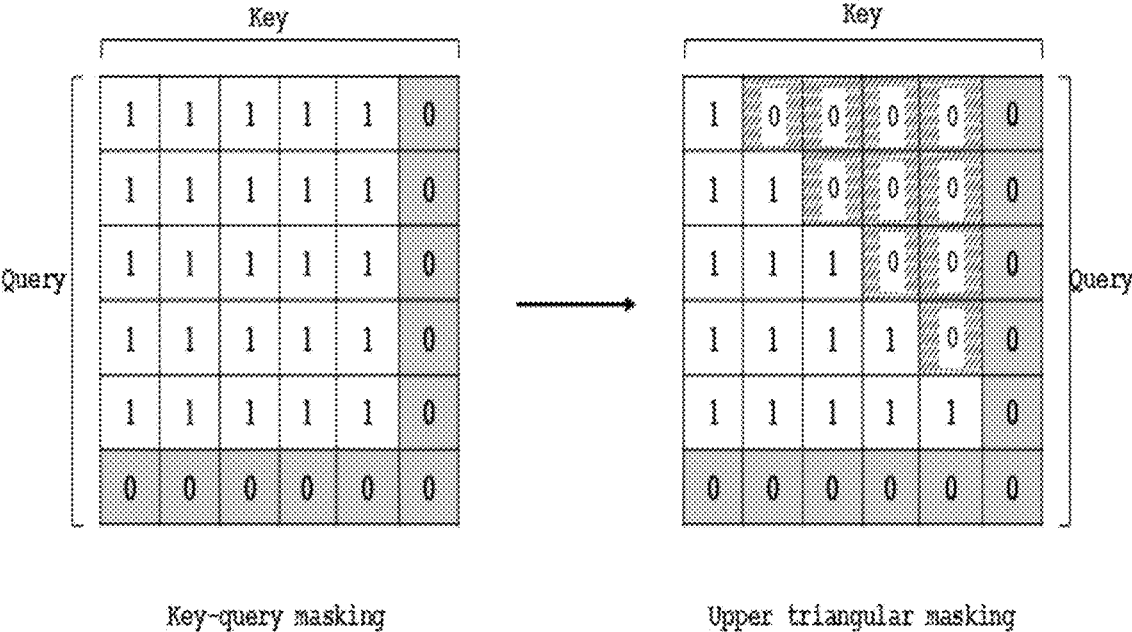 Key Key
1 1 1 1 1 0 1 0 0 0 0 0
1 1 1 1 1 0 1 1 0 0 0 0
1 1 1 1 1 0 1 1 1 0 0 0
Query Query
1 1 1 1 1 0 1 1 1 1 0 0
1 1 1 1 1 0 1 1 1 1 1 0
0 0 0 0 0 0 0 0 0 0 0 0
Key-query masking Upper triangular masking